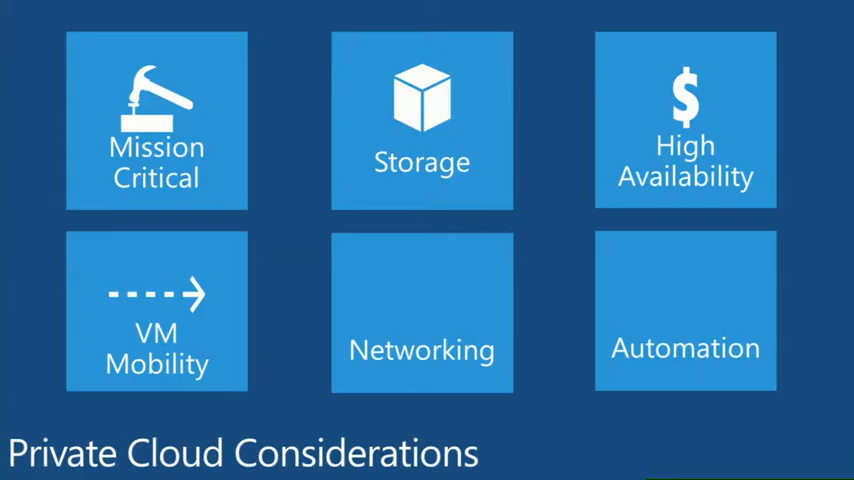 Mission
Critical
Storage
$
High
Availability
VM
Mobility
Networking
Automation
Private Cloud Considerations